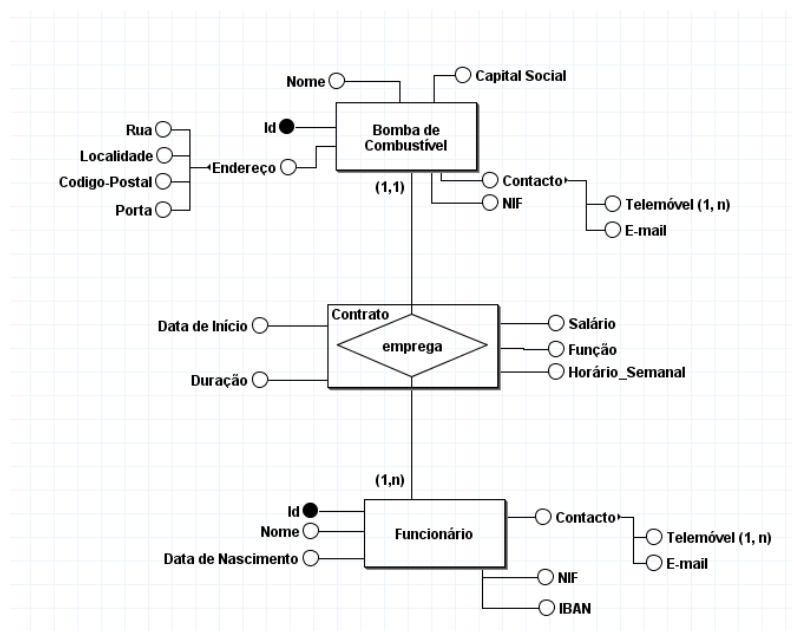 Nome
Capital Social
Id
Bomba de
Combustível
Rua
Localidade
Codigo-Postal
Porta
Endereço
(1,1)
Contacto
NIF
Telemóvel (1, n)
E-mail
Contrato
emprega
Data de Início
Duração
Salário
Função
Horário_Semanal
(1,n)
Id
Nome
Data de Nascimento
Funcionário
Contacto
Telemóvel (1, n)
E-mail
NIF
IBAN